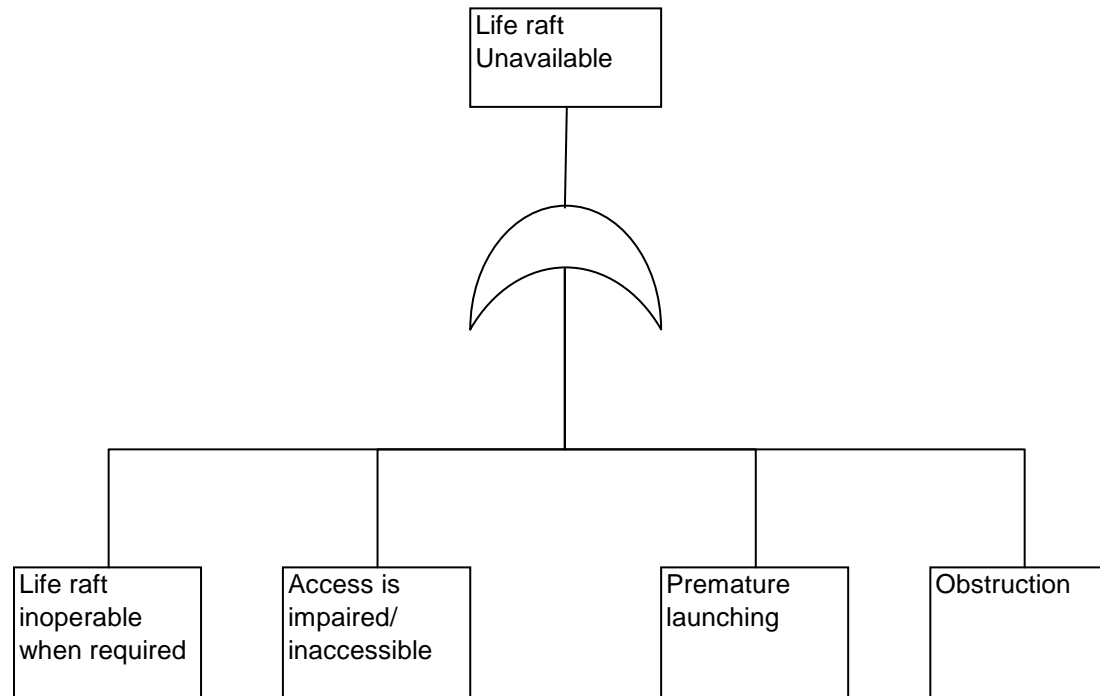 Life raft
Unavailable
Life raft
inoperable
when required
Access is
impaired/
inaccessible
Premature
launching
Obstruction